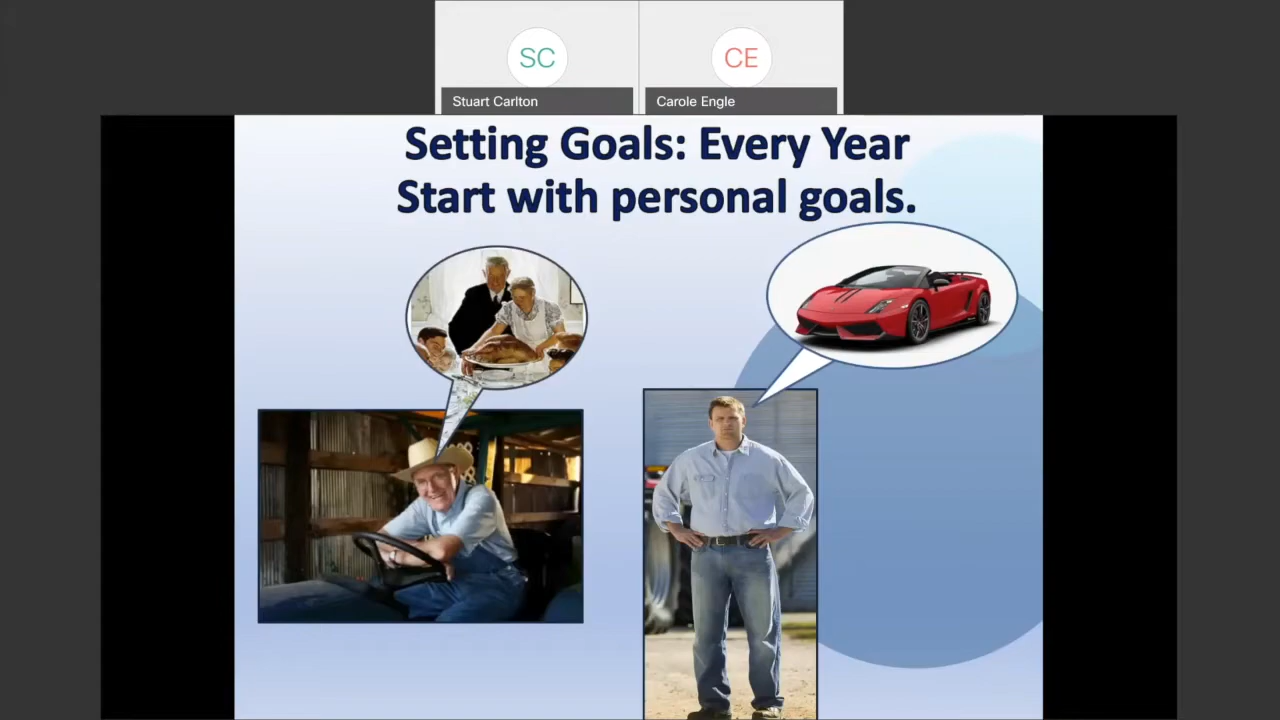 SC
CE
Stuart Carlton
Carole Engle
Setting Goals: Every Year
Start with personal goals.